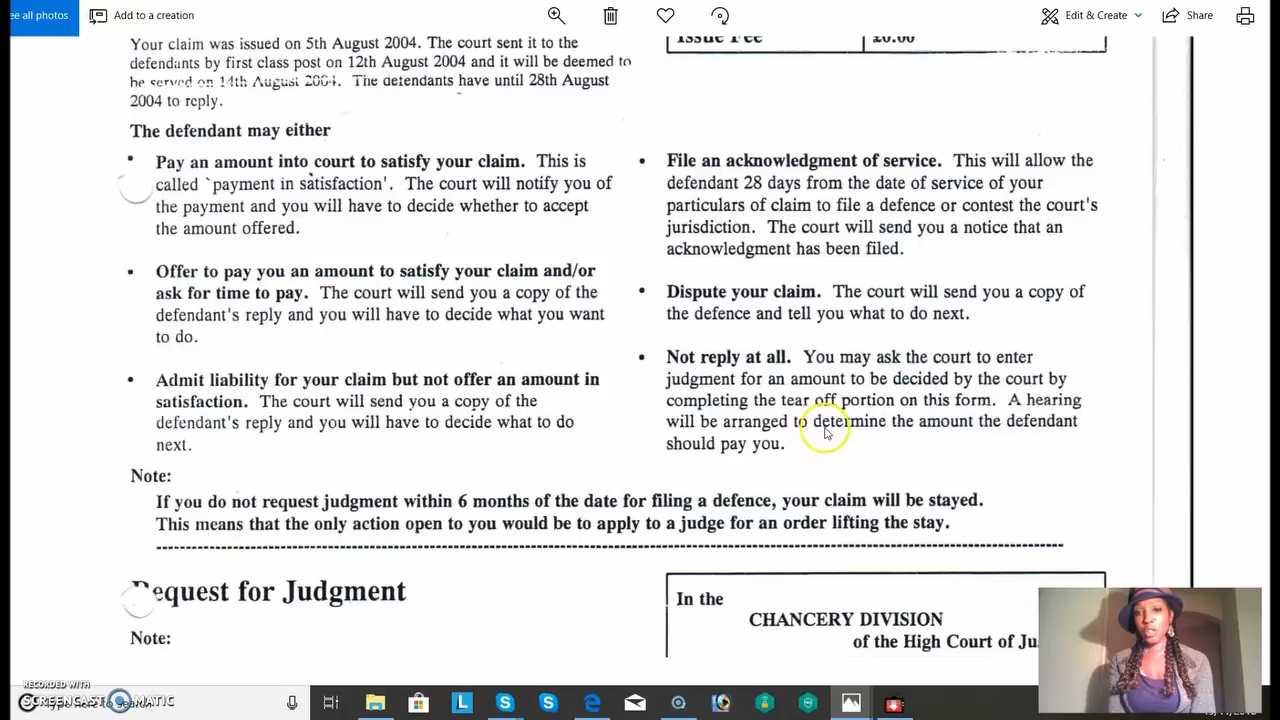 ee all photos
Add to a creation
Edit & Create
Share
Your claim was issued on 5th August 2004. The court sent it to the
defendants by first class post on 12th August 2004 and it will be deemed to
be served on 14th August 2004. The defendants have until 28th August
2004 to reply.
Issue Fee £0.00
The defendant may either
• Pay an amount into court to satisfy your claim. This is
called `payment in satisfaction'. The court will notify you of
the payment and you will have to decide whether to accept
the amount offered.
• Offer to pay you an amount to satisfy your claim and/or
ask for time to pay. The court will send you a copy of the
defendant's reply and you will have to decide what you want
to do.
• Admit liability for your claim but not offer an amount in
satisfaction. The court will send you a copy of the
defendant's reply and you will have to decide what to do
next.
• File an acknowledgment of service. This will allow the
defendant 28 days from the date of service of your
particulars of claim to file a defence or contest the court's
jurisdiction. The court will send you a notice that an
acknowledgment has been filed.
• Dispute your claim. The court will send you a copy of
the defence and tell you what to do next.
• Not reply at all. You may ask the court to enter
judgment for an amount to be decided by the court by
completing the tear off portion on this form. A hearing
will be arranged to determine the amount the defendant
should pay you.
Note:
If you do not request judgment within 6 months of the date for filing a defence, your claim will be stayed.
This means that the only action open to you would be to apply to a judge for an order lifting the stay.
Request for Judgment
Note:
In the
CHANCERY DIVISION
of the High Court of Ju
RECORDED WITH
SCREENCAST MATIC